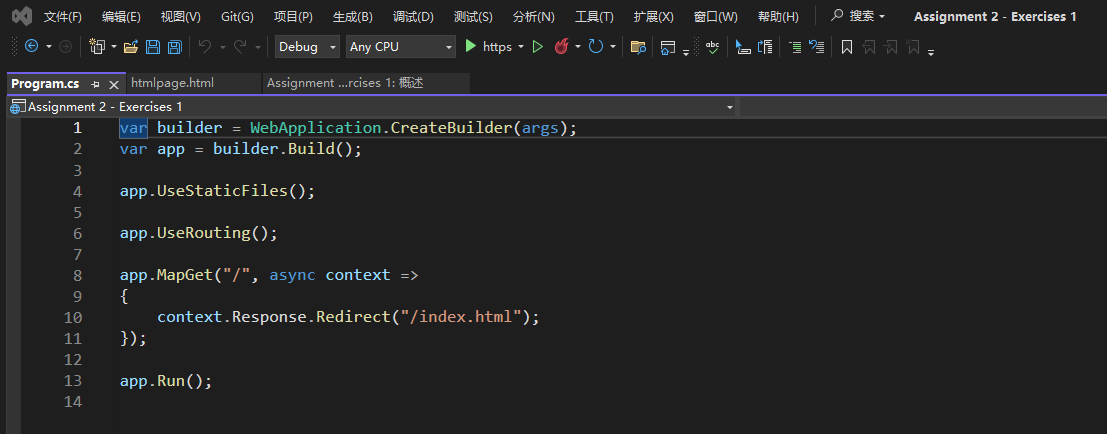 文件(F) 编辑(E) 视图(V) Git(G) 项目(P) 生成(B) 调试(D) 测试(S) 分析(N) 工具(T) 扩展(X) 窗口(W) 帮助(H) 搜索 Assignment 2 - Exercises 1
Debug Any CPU https abc
Program.cs htmlpage.html Assignment ...rcises 1: 概述
Assignment 2 - Exercises 1
1 var builder = WebApplication.CreateBuilder(args);
2 var app = builder.Build();
3
4 app.UseStaticFiles();
5
6 app.UseRouting();
7
8 app.MapGet("/", async context =>
9 {
10     context.Response.Redirect("/index.html");
11 });
12
13 app.Run();
14